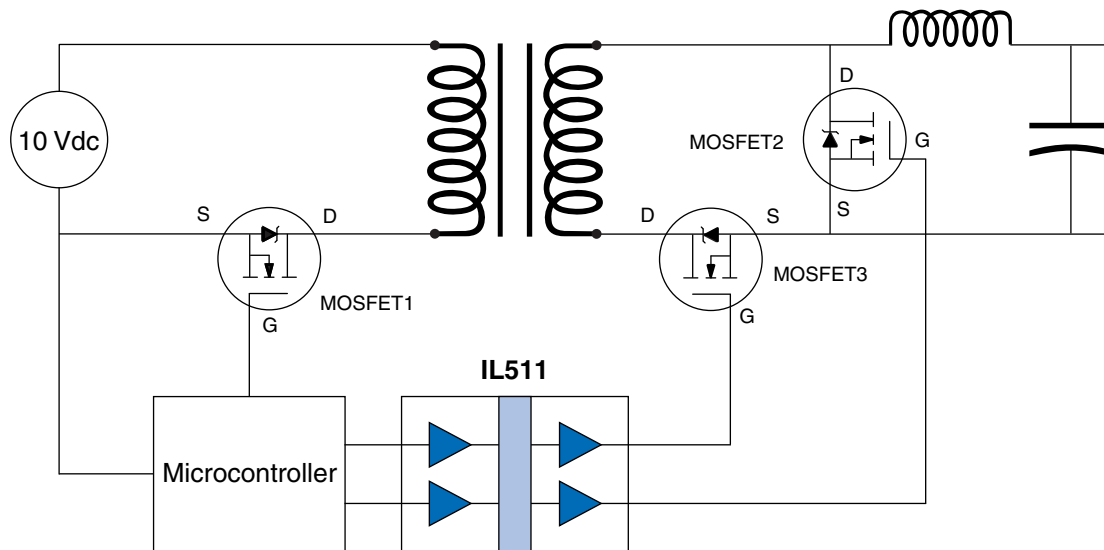 D
10 Vdc
MOSFET2
G
S
D
D
S
S
MOSFET3
MOSFET1
G
G
IL511
Microcontroller